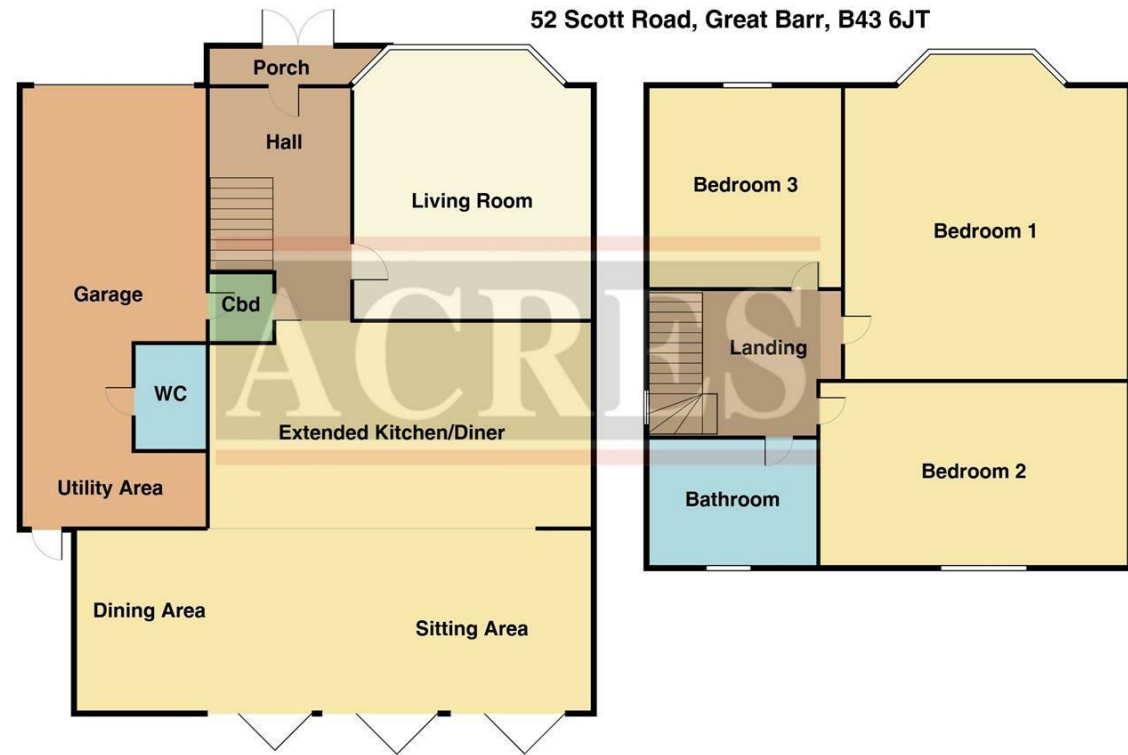 52 Scott Road, Great Barr, B43 6JT
Porch
Hall
Living Room
Garage
Cbd
WC
Extended Kitchen/Diner
Utility Area
Dining Area
Sitting Area
Bedroom 3
Bedroom 1
Landing
Bedroom 2
Bathroom
ACRES